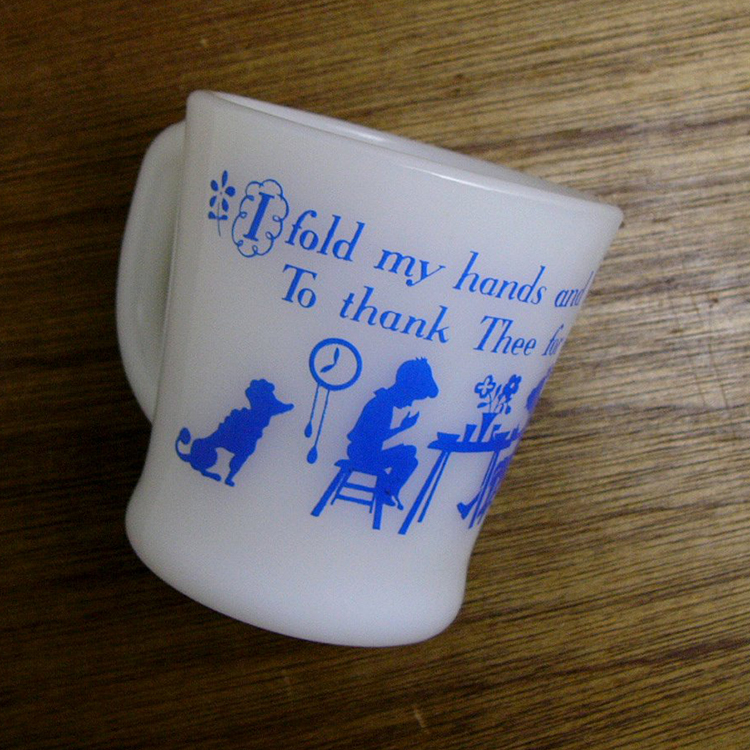 I fold my hands and
To thank Thee for